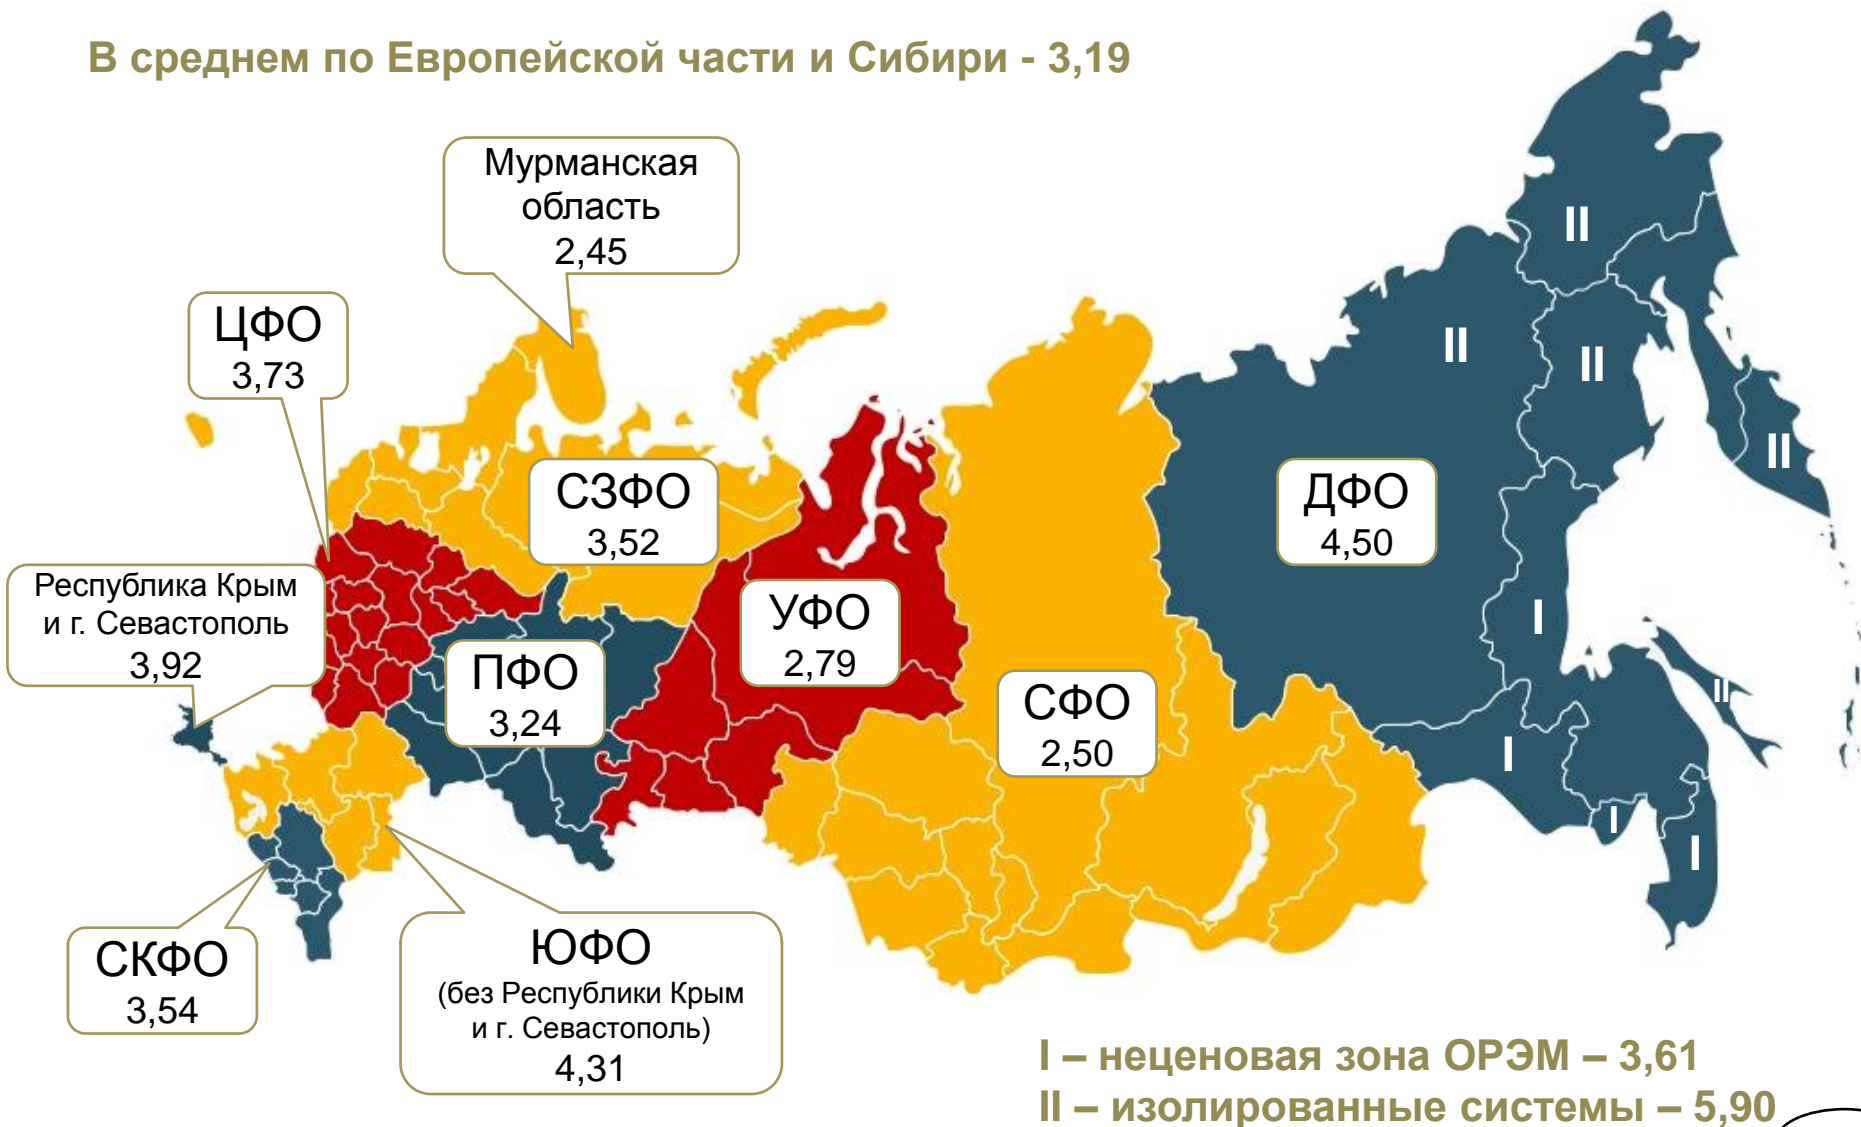 В среднем по Европейской части и Сибири - 3,19
Мурманская
область
2,45
ЦФО
3,73
СЗФО
3,52
ДФО
4,50
Республика Крым
и г. Севастополь
3,92
УФО
2,79
ПФО
3,24
СФО
2,50
СКФО
3,54
ЮФО
(без Республики Крым
и г. Севастополь)
4,31
II
II
II
II
I
II
I
I
I
I – неценовая зона ОРЭМ – 3,61
II – изолированные системы – 5,90